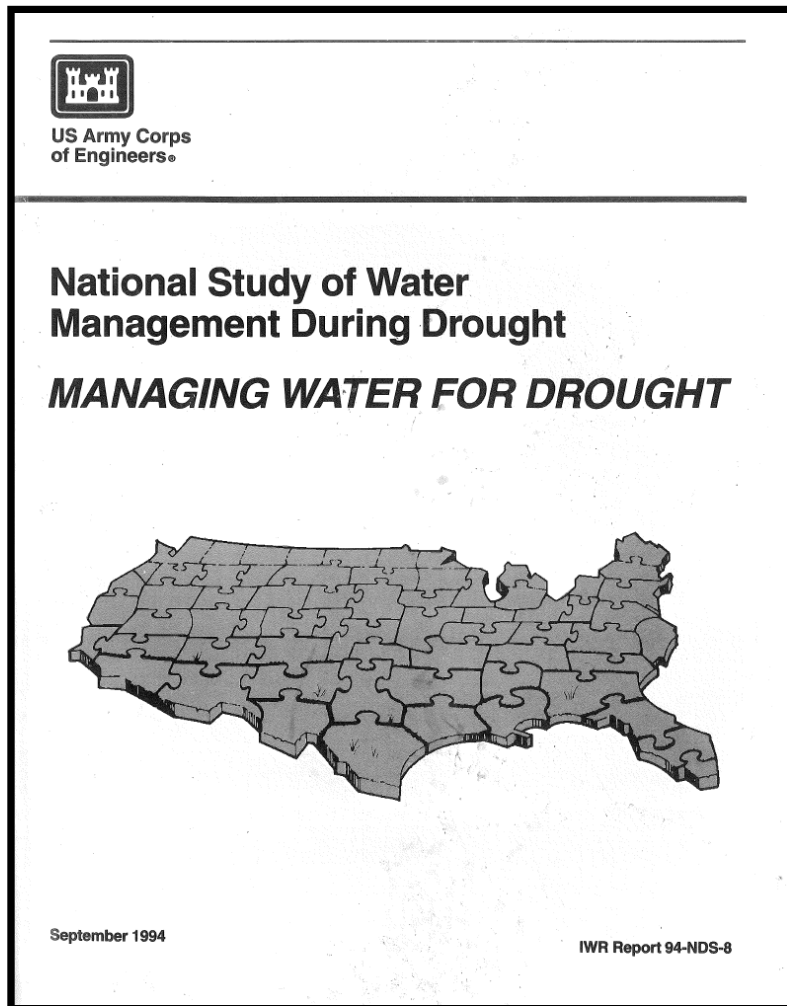 US Army Corps
of Engineers®
National Study of Water
Management During Drought
MANAGING WATER FOR DROUGHT
September 1994
IWR Report 94-NDS-8